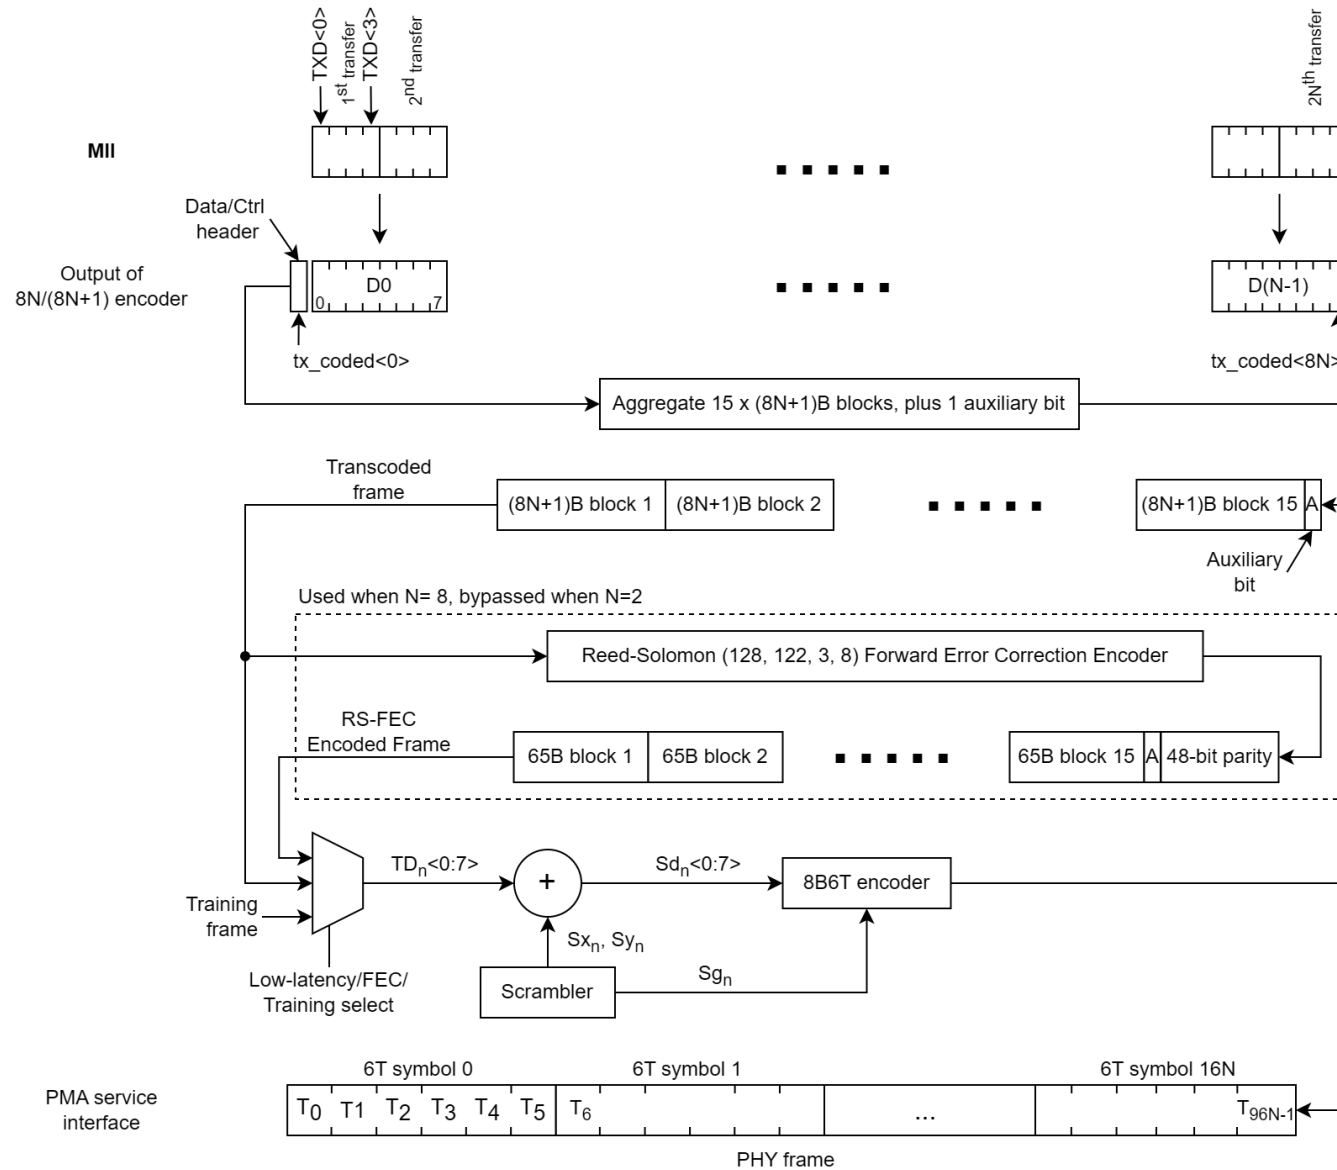 TXD<0>
1st transfer
TXD<3>
2nd transfer
2Nth transfer
MII
Data/Ctrl
header
Output of
8N/(8N+1) encoder
D0
0
7
D(N-1)
tx_coded<0>
tx_coded<8N>
Aggregate 15 x (8N+1)B blocks, plus 1 auxiliary bit
Transcoded
frame
(8N+1)B block 1
(8N+1)B block 2
(8N+1)B block 15
A
Auxiliary
bit
Used when N= 8, bypassed when N=2
Reed-Solomon (128, 122, 3, 8) Forward Error Correction Encoder
RS-FEC
Encoded Frame
65B block 1
65B block 2
65B block 15
A
48-bit parity
TDn<0:7>
+
Sdn<0:7>
8B6T encoder
Training
frame
Sxn, Syn
Low-latency/FEC/
Training select
Scrambler
Sgn
6T symbol 0
6T symbol 1
6T symbol 16N
PMA service
interface
T0
T1
T2
T3
T4
T5
T6
...
T96N-1
PHY frame